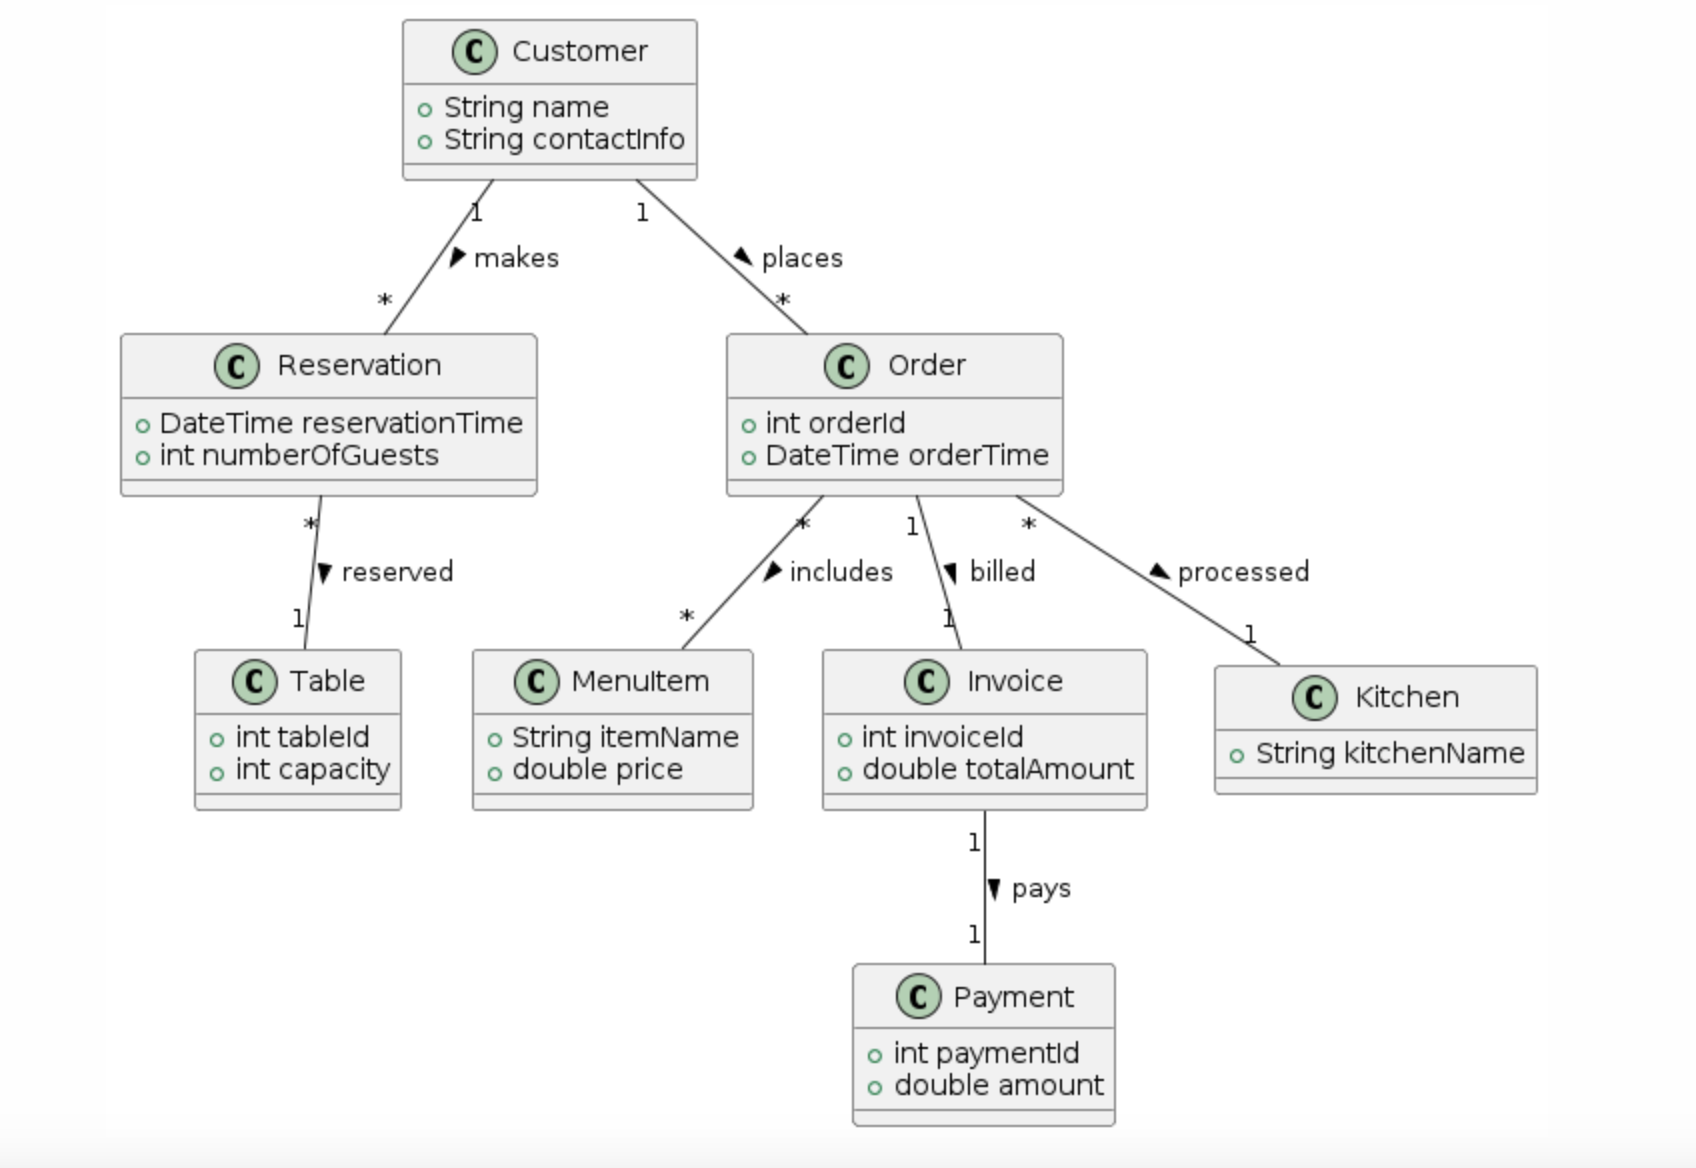 C Customer
String name
String contactInfo
1
1
makes
places
*
*
C Reservation
DateTime reservationTime
int numberOfGuests
C Order
int orderId
DateTime orderTime
*
*
1
*
reserved
includes
billed
processed
1
*
1
1
C Table
int tableId
int capacity
C MenuItem
String itemName
double price
C Invoice
int invoiceId
double totalAmount
C Kitchen
String kitchenName
1
pays
1
C Payment
int paymentId
double amount